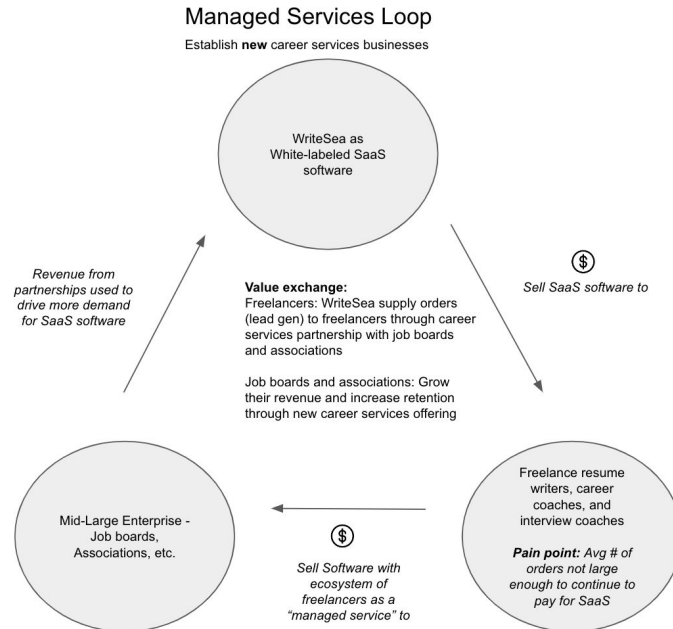 Managed Services Loop
Establish new career services businesses
WriteSea as
White-labeled SaaS
software
Revenue from
partnerships used to
drive more demand
for SaaS software
$
Sell SaaS software to
Value exchange:
Freelancers: WriteSea supply orders
(lead gen) to freelancers through career
services partnership with job boards
and associations
Job boards and associations: Grow
their revenue and increase retention
through new career services offering
Mid-Large Enterprise -
Job boards,
Associations, etc.
$
Sell Software with
ecosystem of
freelancers as a
“managed service” to
Freelance resume
writers, career
coaches, and
interview coaches
Pain point: Avg # of
orders not large
enough to continue to
pay for SaaS